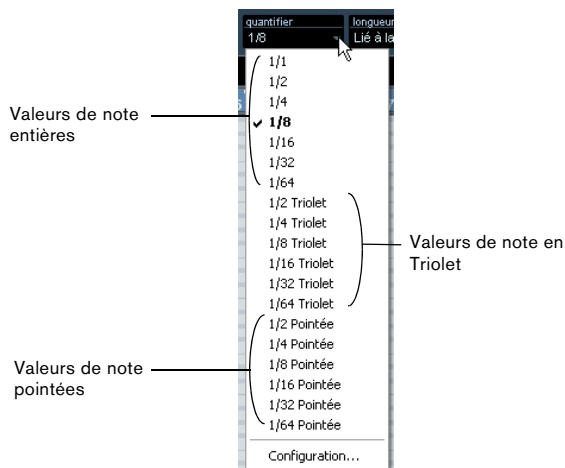 quantifier
longueur
1/8
Lié à la
1/1
1/2
1/4
1/8
1/16
1/32
1/64
Valeurs de note
entières
1/2 Triolet
1/4 Triolet
1/8 Triolet
1/16 Triolet
1/32 Triolet
1/64 Triolet
Valeurs de note en
Triolet
1/2 Pointée
1/4 Pointée
1/8 Pointée
1/16 Pointée
1/32 Pointée
1/64 Pointée
Valeurs de note
pointées
Configuration...